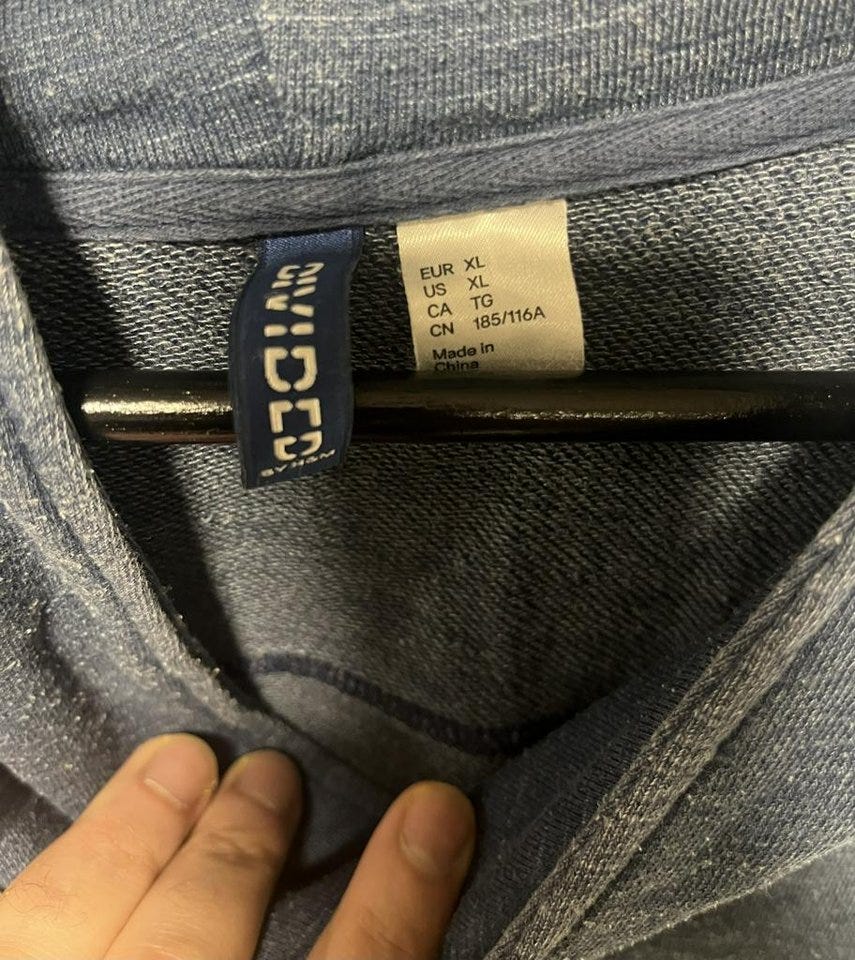 DIVIDED
BY H&M
EUR XL
US XL
CA TG
CN 185/116A
Made in
China